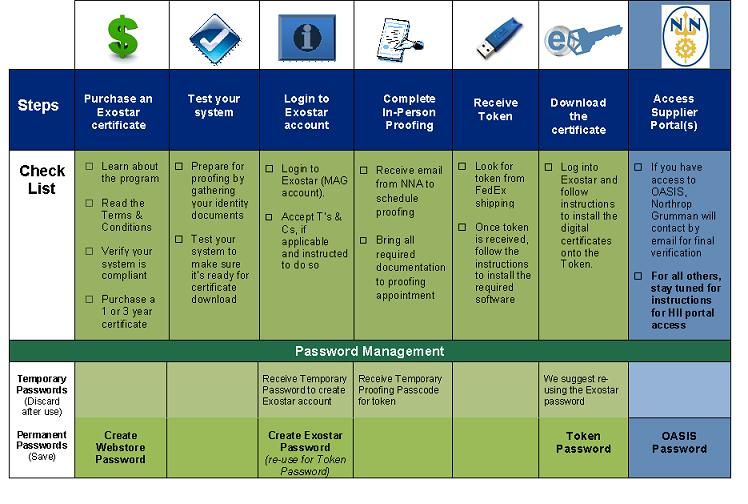 Steps
Purchase an
Exostar
certificate
Test your
system
Login to
Exostar
account
Complete
In-Person
Proofing
Receive
Token
Download
the
certificate
Access
Supplier
Portal(s)
Check
List
☐ Learn about
the program
☐ Read the
Terms &
Conditions
☐ Verify your
system is
compliant
☐ Purchase a
1 or 3 year
certificate
☐ Prepare for
proofing by
gathering
your identity
documents
☐ Test your
system to
make sure
it's ready for
certificate
download
☐ Login to
Exostar (MAG
account).
☐ Accept T's &
Cs, if
applicable
and instructed
to do so
☐ Receive email
from NNA to
schedule
proofing
☐ Bring all
required
documentation
to proofing
appointment
☐ Look for
token from
FedEx
shipping
☐ Once token
is received,
follow the
instructions
to install the
required
software
☐ Log into
Exostar and
follow
instructions
to install the
digital
certificates
onto the
Token.
☐ If you have
access to
OASIS,
Northrop
Grumman will
contact by
email for final
verification
☐ For all others,
stay tuned for
instructions
for HII portal
access
Password Management
Temporary
Passwords
(Discard
after use)
Receive Temporary
Password to create
Exostar account
Receive Temporary
Proofing Passcode
for token
We suggest re-
using the Exostar
password
Permanent
Passwords
(Save)
Create
Webstore
Password
Create Exostar
Password
(re-use for Token
Password)
Token
Password
OASIS
Password
$
i
e
N N